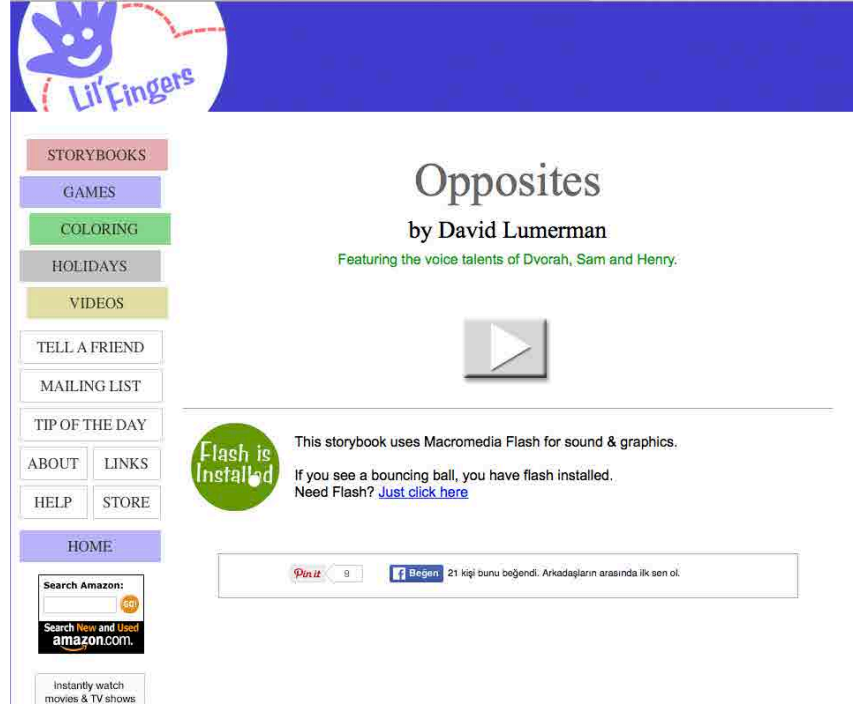 Lil' Fingers
STORYBOOKS
GAMES
COLORING
HOLIDAYS
VIDEOS
TELL A FRIEND
MAILING LIST
TIP OF THE DAY
ABOUT
LINKS
HELP
STORE
HOME
Search Amazon:
GO!
Search New and Used
amazon.com.
instantly watch
movies & TV shows
Opposites
by David Lumerman
Featuring the voice talents of Dvorah, Sam and Henry.
Flash is
Installed
This storybook uses Macromedia Flash for sound & graphics.
If you see a bouncing ball, you have flash installed.
Need Flash? Just click here
Pin it 9
f Beğen 21 kişi bunu beğendi. Arkadaşların arasında ilk sen ol.